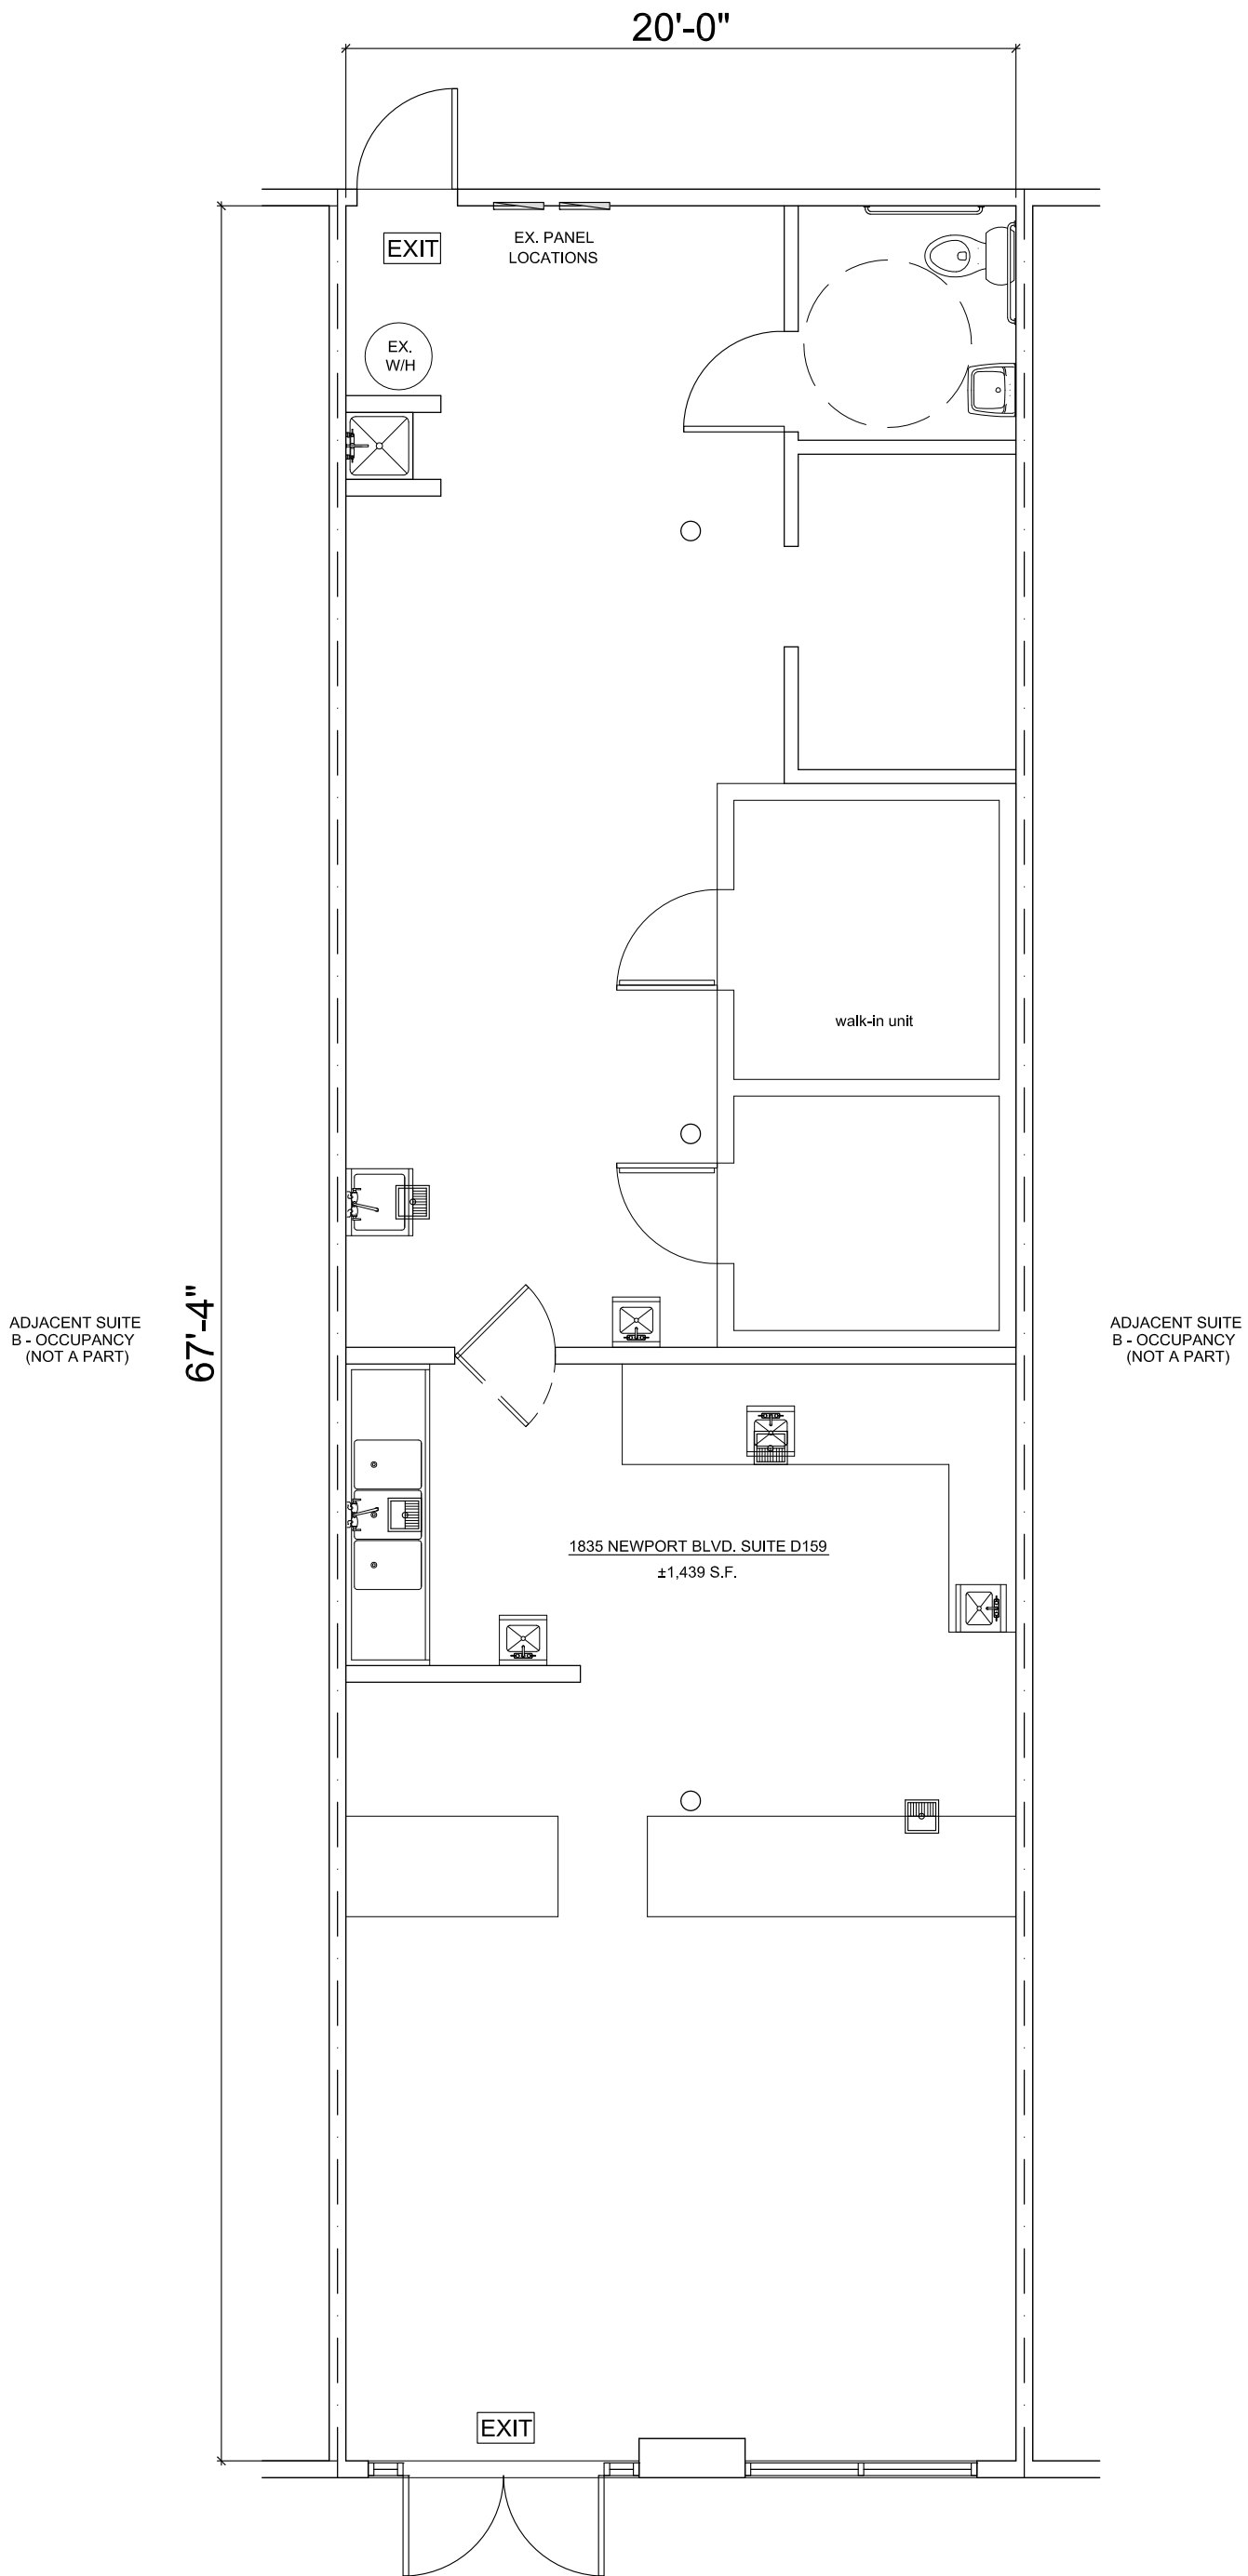 20'-0"
EXIT
EX. PANEL
LOCATIONS
EX.
W/H
walk-in unit
67'-4"
ADJACENT SUITE
B - OCCUPANCY
(NOT A PART)
ADJACENT SUITE
B - OCCUPANCY
(NOT A PART)
1835 NEWPORT BLVD. SUITE D159
±1,439 S.F.
EXIT